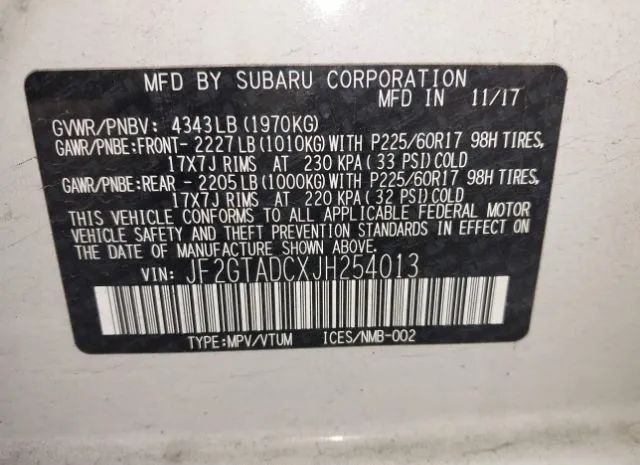 MFD BY SUBARU CORPORATION
MFD IN 11/17
GVWR/PNBV: 4343LB(1970KG)
GAWR/PNBE:FRONT- 2227LB(1010KG)WITH P225/60R17 98H TIRES,
17X7J RIMS AT 230 KPA( 33 PSI)COLD
GAWR/PNBE:REAR - 2205LB(1000KG)WITH P225/60R17 98H TIRES,
17X7J RIMS AT 220 KPA( 32 PSI)COLD
THIS VEHICLE CONFORMS TO ALL APPLICABLE FEDERAL MOTOR
VEHICLE SAFETY AND THEFT PREVENTION STANDARDS IN EFFECT ON
THE DATE OF MANUFACTURE SHOWN ABOVE.
VIN: JF2GTADCXJH254013
TYPE:MPV/VTUM ICES/NMB-002